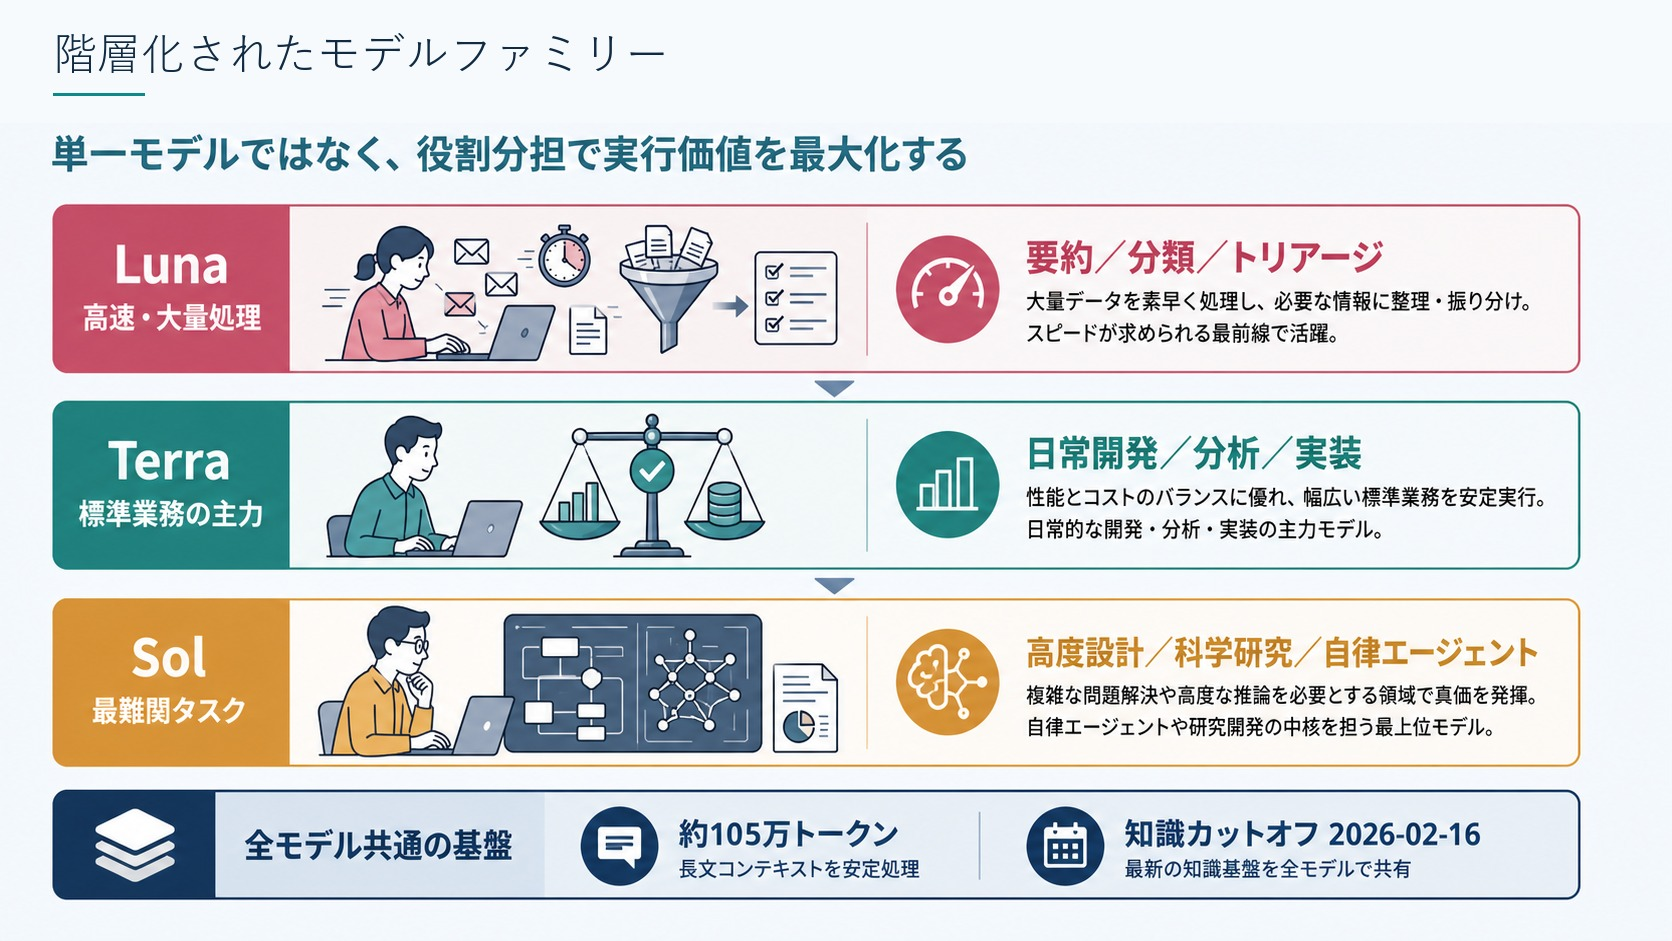 階層化されたモデルファミリー
単一モデルではなく、役割分担で実行価値を最大化する
Luna
高速・大量処理
要約／分類／トリアージ
大量データを素早く処理し、必要な情報に整理・振り分け。
スピードが求められる最前線で活躍。
Terra
標準業務の主力
日常開発／分析／実装
性能とコストのバランスに優れ、幅広い標準業務を安定実行。
日常的な開発・分析・実装の主力モデル。
Sol
最難関タスク
高度設計／科学研究／自律エージェント
複雑な問題解決や高度な推論を必要とする領域で真価を発揮。
自律エージェントや研究開発の中核を担う最上位モデル。
全モデル共通の基盤
約105万トークン
長文コンテキストを安定処理
知識カットオフ 2026-02-16
最新の知識基盤を全モデルで共有